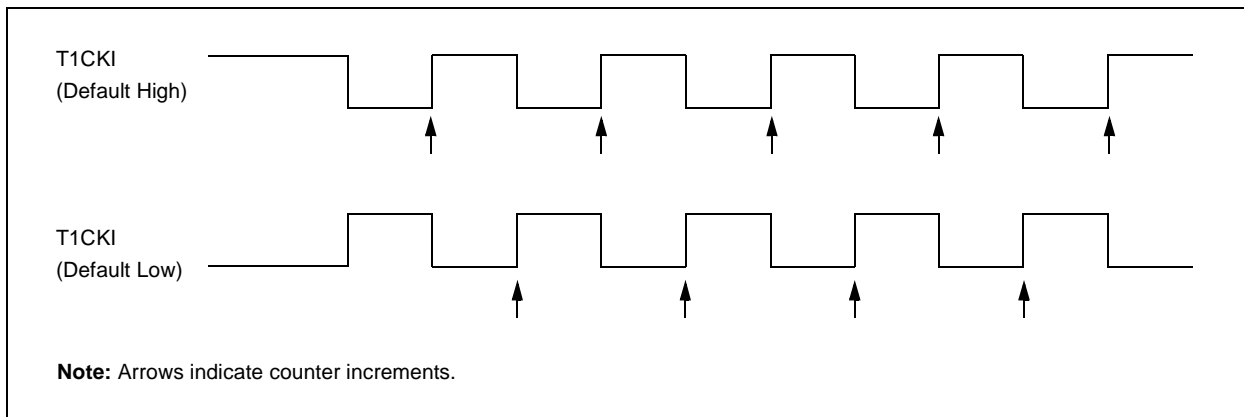 T1CKI
(Default High)
T1CKI
(Default Low)
Note: Arrows indicate counter increments.